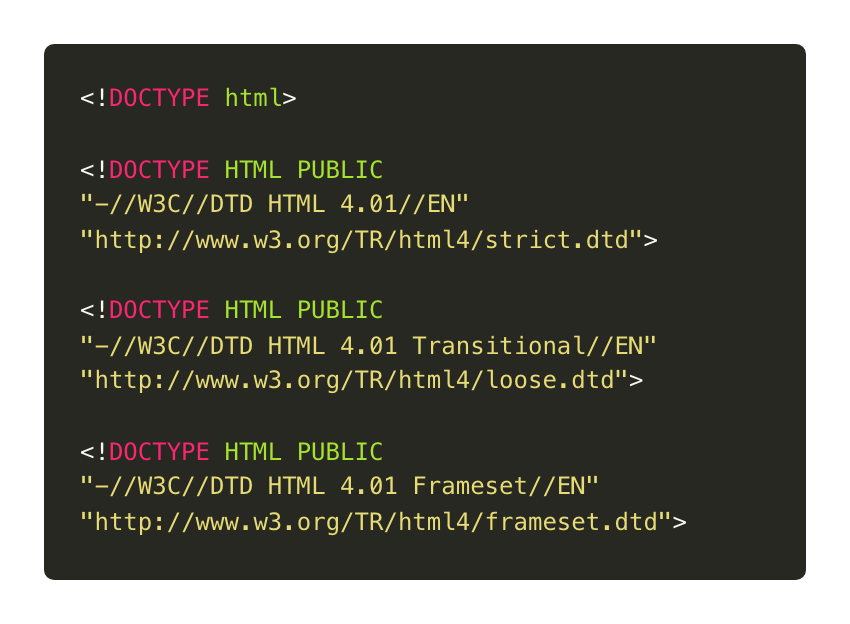 <!DOCTYPE html>
<!DOCTYPE HTML PUBLIC
"-//W3C//DTD HTML 4.01//EN"
"http://www.w3.org/TR/html4/strict.dtd">
<!DOCTYPE HTML PUBLIC
"-//W3C//DTD HTML 4.01 Transitional//EN"
"http://www.w3.org/TR/html4/loose.dtd">
<!DOCTYPE HTML PUBLIC
"-//W3C//DTD HTML 4.01 Frameset//EN"
"http://www.w3.org/TR/html4/frameset.dtd">